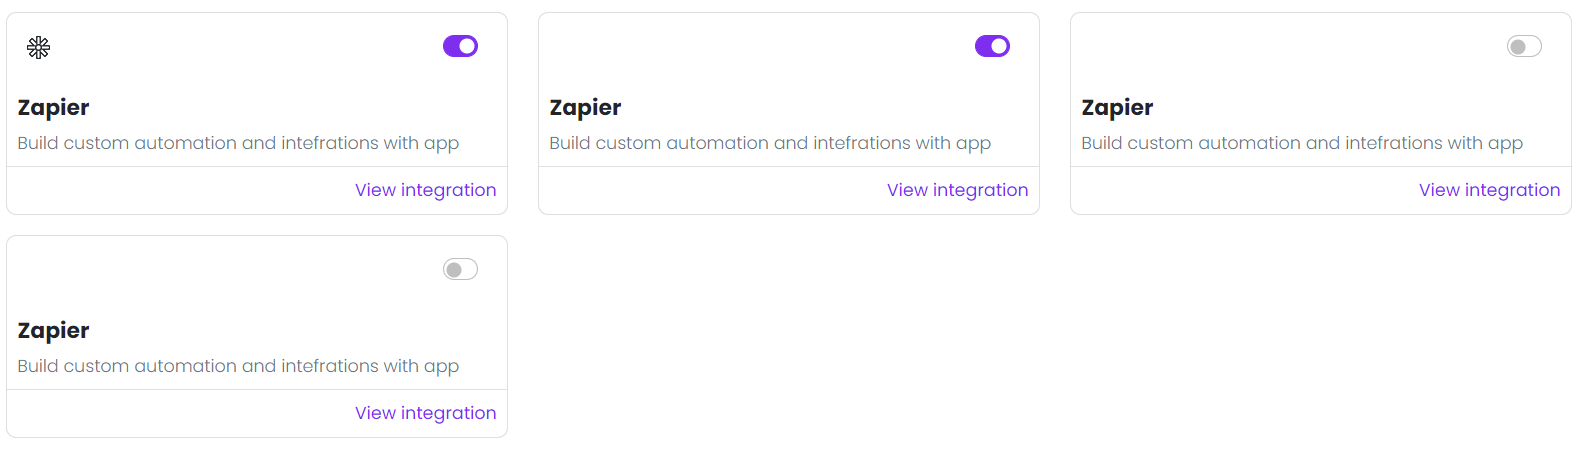 Zapier
Build custom automation and intefrations with app
View integration
Zapier
Build custom automation and intefrations with app
View integration
Zapier
Build custom automation and intefrations with app
View integration
Zapier
Build custom automation and intefrations with app
View integration